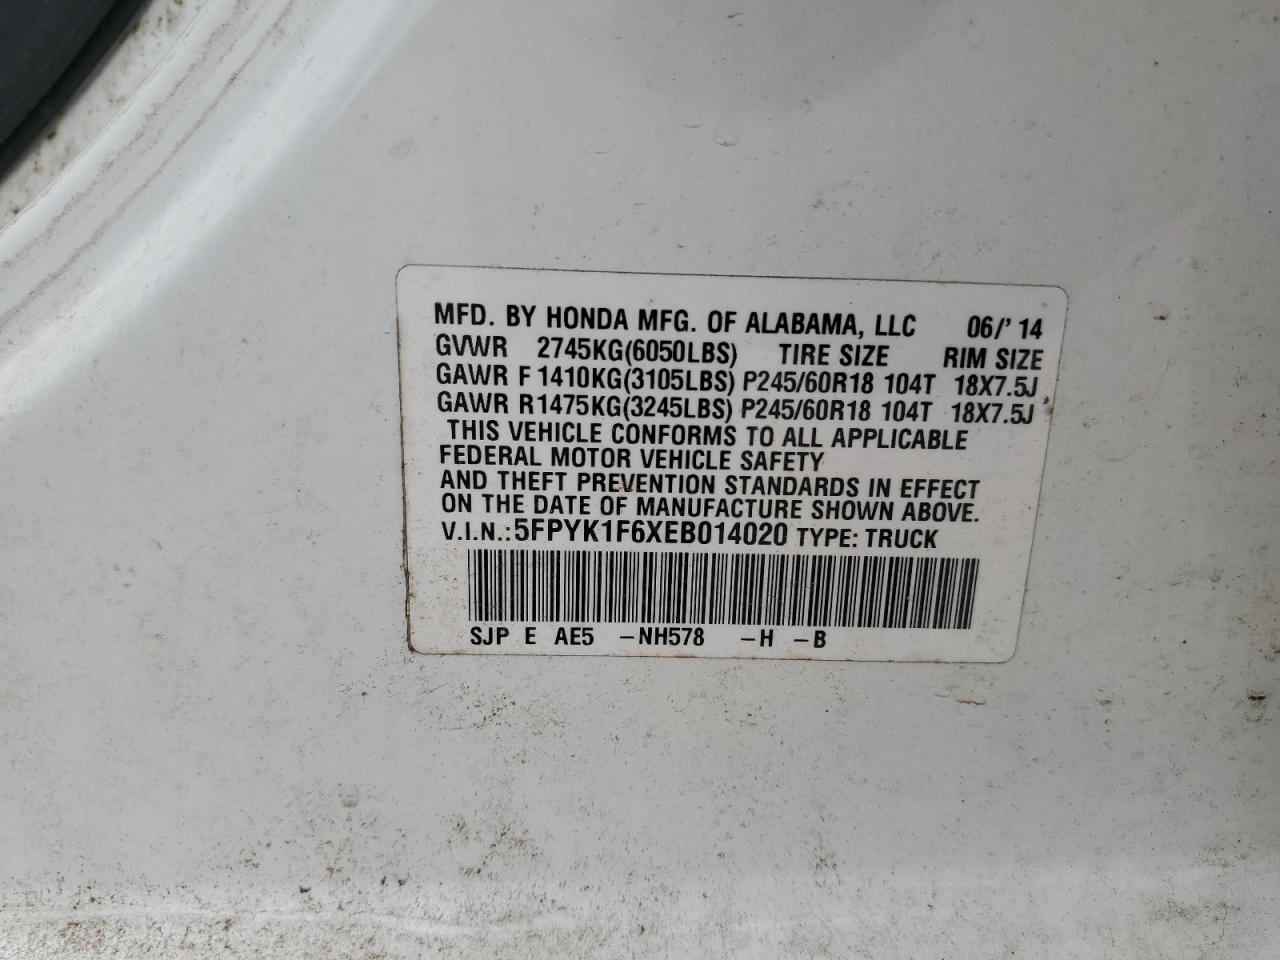 MFD. BY HONDA MFG. OF ALABAMA, LLC 06/'14
GVWR 2745KG(6050LBS) TIRE SIZE RIM SIZE
GAWR F 1410KG(3105LBS) P245/60R18 104T 18X7.5J
GAWR R1475KG(3245LBS) P245/60R18 104T 18X7.5J
THIS VEHICLE CONFORMS TO ALL APPLICABLE
FEDERAL MOTOR VEHICLE SAFETY
AND THEFT PREVENTION STANDARDS IN EFFECT
ON THE DATE OF MANUFACTURE SHOWN ABOVE.
V.I.N.:5FPYK1F6XEB014020 TYPE: TRUCK
SJP E AE5 -NH578 -H -B